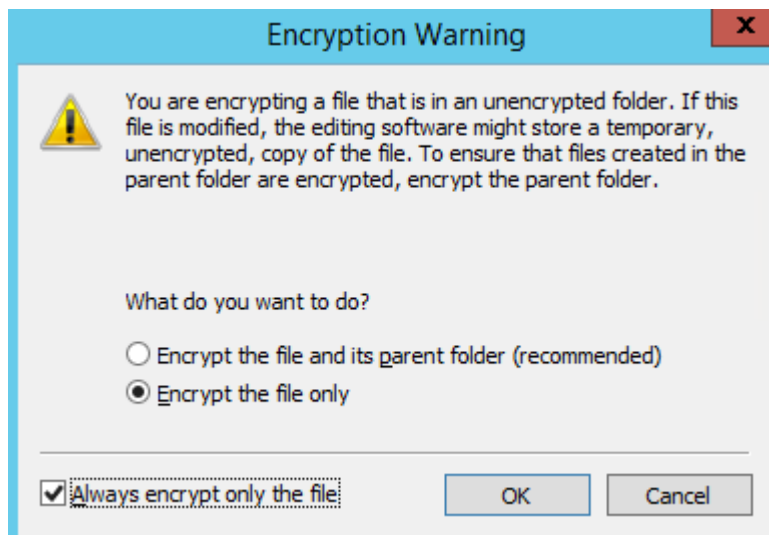 Encryption Warning
x
You are encrypting a file that is in an unencrypted folder. If this
file is modified, the editing software might store a temporary,
unencrypted, copy of the file. To ensure that files created in the
parent folder are encrypted, encrypt the parent folder.
What do you want to do?
Encrypt the file and its parent folder (recommended)
Encrypt the file only
Always encrypt only the file
OK
Cancel